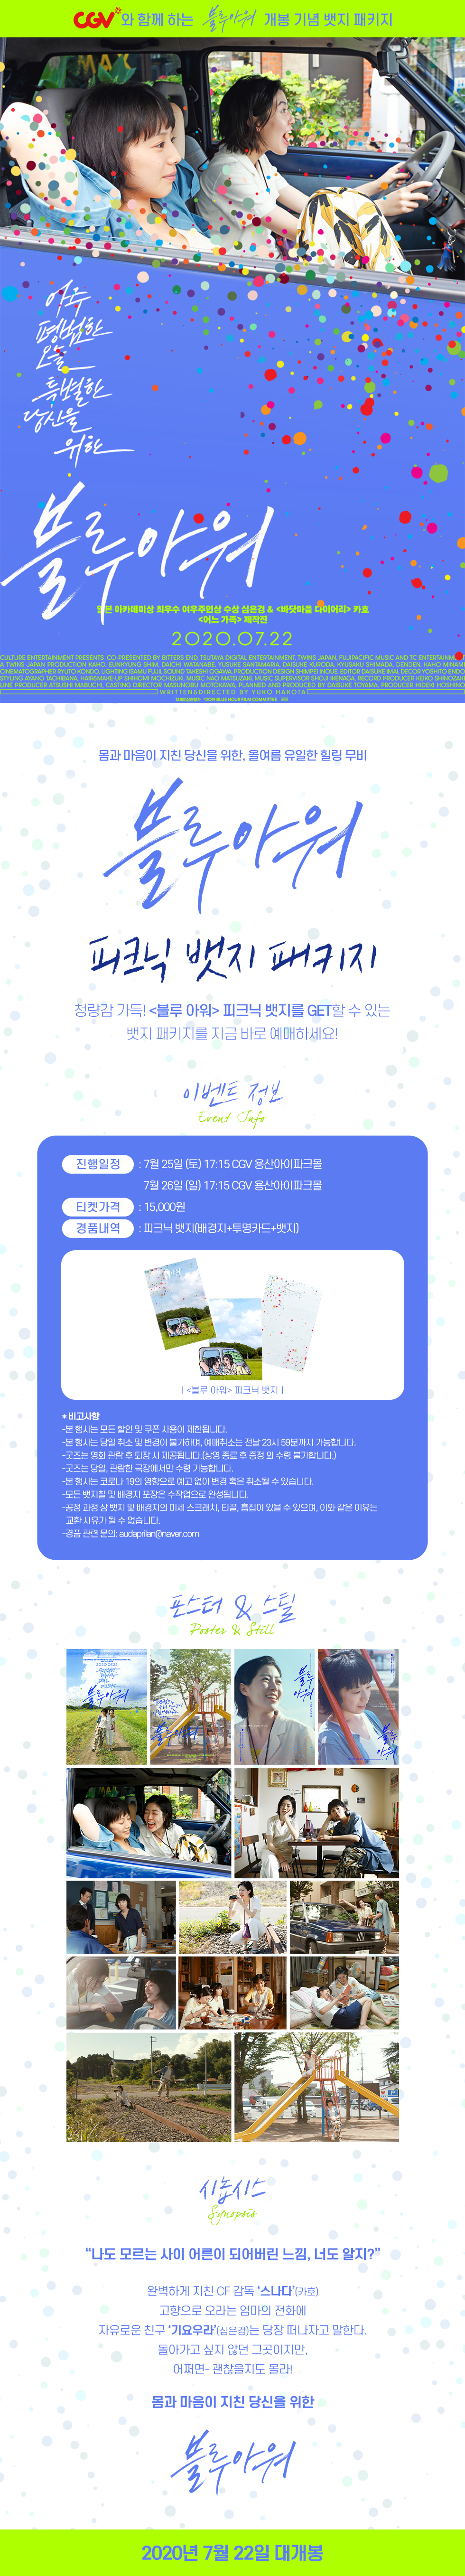 CGV와 함께 하는 블루아워 개봉 기념 뱃지 패키지
아주
평범한
오늘
특별한
당신을
위한
블루아워
일본 아카데미상 최우수 여우주연상 수상 심은경 & <바닷마을 다이어리> 카호
<어느 가족> 제작진
2020.07.22
CULTURE ENTERTAINMENT PRESENTS CO-PRESENTED BY BITTERS END, TSUTAYA DIGITAL ENTERTAINMENT, TWINS JAPAN, FUJIPACIFIC MUSIC AND TC ENTERTAINMENT
A TWINS JAPAN PRODUCTION KAHO, EUNKYUNG SHIM, DAICHI WATANABE, YUSUKE SANTAMARIA, DAISUKE KURODA, KYUSAKU SHIMADA, DENDEN, KAHO MINAMI
CINEMATOGRAPHER RYUTO KONDO, LIGHTING ISAMU FUJII, SOUND TAKESHI OGAWA, PRODUCTION DESIGN SHIMPEI INOUE, EDITOR DAISUKE IMAI, DECOR YOSHITO ENDO
STYLING AYANO TACHIBANA, HAIR&MAKE-UP SHIHOMI MOCHIZUKI, MUSIC NAO MATSUZAKI, MUSIC SUPERVISOR SHOJI IKENAGA, RECORD PRODUCER KEIKO SHINOZAKI
LINE PRODUCER ATSUSHI MABUCHI, CASTING DIRECTOR MASUNOBU MOTOKAWA, PLANNED AND PRODUCED BY DAISUKE TOYAMA, PRODUCER HIDEKI HOSHINO
WRITTEN&DIRECTED BY YUKO HAKOTA
몸과 마음이 지친 당신을 위한, 올여름 유일한 힐링 무비
블루아워
피크닉 뱃지 패키지
청량감 가득! <블루 아워> 피크닉 뱃지를 GET할 수 있는
뱃지 패키지를 지금 바로 예매하세요!
이벤트 정보
Event Info
진행일정 : 7월 25일 (토) 17:15 CGV 용산아이파크몰
7월 26일 (일) 17:15 CGV 용산아이파크몰
티켓가격 : 15,000원
경품내역 : 피크닉 뱃지(배경지+투명카드+뱃지)
| <블루 아워> 피크닉 뱃지 |
*비고사항
-본 행사는 모든 할인 및 쿠폰 사용이 제한됩니다.
-본 행사는 당일 취소 및 변경이 불가하며, 예매취소는 전날 23시 59분까지 가능합니다.
-굿즈는 영화 관람 후 퇴장 시 제공됩니다.(상영 종료 후 증정 외 수령 불가합니다.)
-굿즈는 당일, 관람한 극장에서만 수령 가능합니다.
-본 행사는 코로나 19의 영향으로 예고 없이 변경 혹은 취소될 수 있습니다.
-모든 뱃지질 및 배경지 포장은 수작업으로 완성됩니다.
-공정 과정 상 뱃지 및 배경지의 미세 스크래치, 티끌, 흠집이 있을 수 있으며, 이와 같은 이유는
교환 사유가 될 수 없습니다.
-경품 관련 문의: audaprilan@naver.com
포스터 & 스틸
Poster & Still
블루아워
블루아워
블루아워
블루아워
시놉시스
Synopsis
“나도 모르는 사이 어른이 되어버린 느낌, 너도 알지?”
완벽하게 지친 CF 감독 ‘스나다’(카호)
고향으로 오라는 엄마의 전화에
자유로운 친구 ‘기요우라’(심은경)는 당장 떠나자고 말한다.
돌아가고 싶지 않던 그곳이지만,
어쩌면- 괜찮을지도 몰라!
몸과 마음이 지친 당신을 위한
블루아워
2020년 7월 22일 대개봉